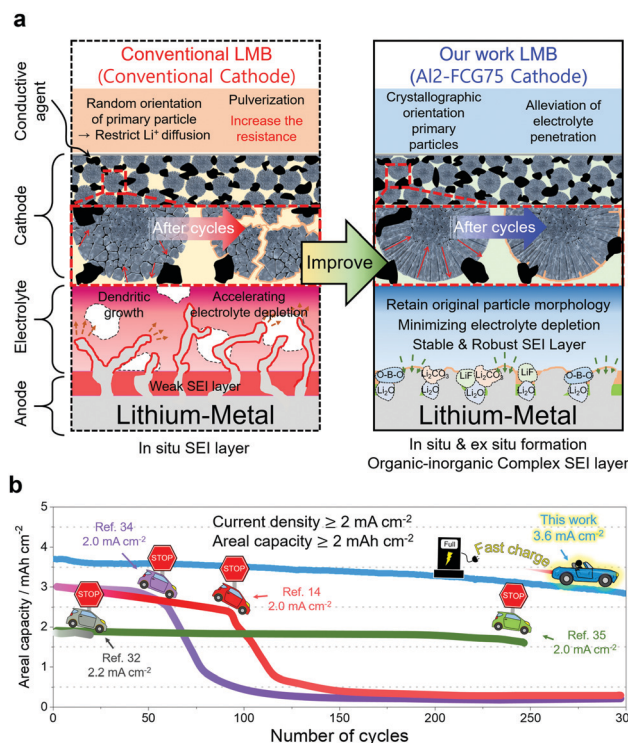 a
Conventional LMB
(Conventional Cathode)
Our work LMB
(Al2-FCG75 Cathode)
Conductive
agent
Random orientation
of primary particle
→ Restrict Li⁺ diffusion
Pulverization
Increase the
resistance
Crystallographic
orientation
primary
particles
Alleviation of
electrolyte
penetration
Cathode
After cycles
After cycles
Improve
Electrolyte
Dendritic
growth
Accelerating
electrolyte depletion
Retain original particle morphology
Minimizing electrolyte depletion
Stable & Robust SEI Layer
Anode
Weak SEI layer
O-B-O
Li₂O
Li₂CO₃
LiF
Li₂CO₃
Li₂O
LiF
Li₂O
O-B-O
Li₂O
Lithium-Metal
Lithium-Metal
In situ SEI layer
In situ & ex situ formation
Organic-inorganic Complex SEI layer
b
Areal capacity / mAh cm⁻²
5
4
3
2
1
0
Current density ≥ 2 mA cm⁻²
Areal capacity ≥ 2 mAh cm⁻²
Ref. 34
2.0 mA cm⁻²
STOP
STOP
STOP
STOP
Full
Fast charge
This work
3.6 mA cm⁻²
Ref. 14
2.0 mA cm⁻²
Ref. 35
2.0 mA cm⁻²
Ref. 32
2.2 mA cm⁻²
0
50
100
150
200
250
300
Number of cycles